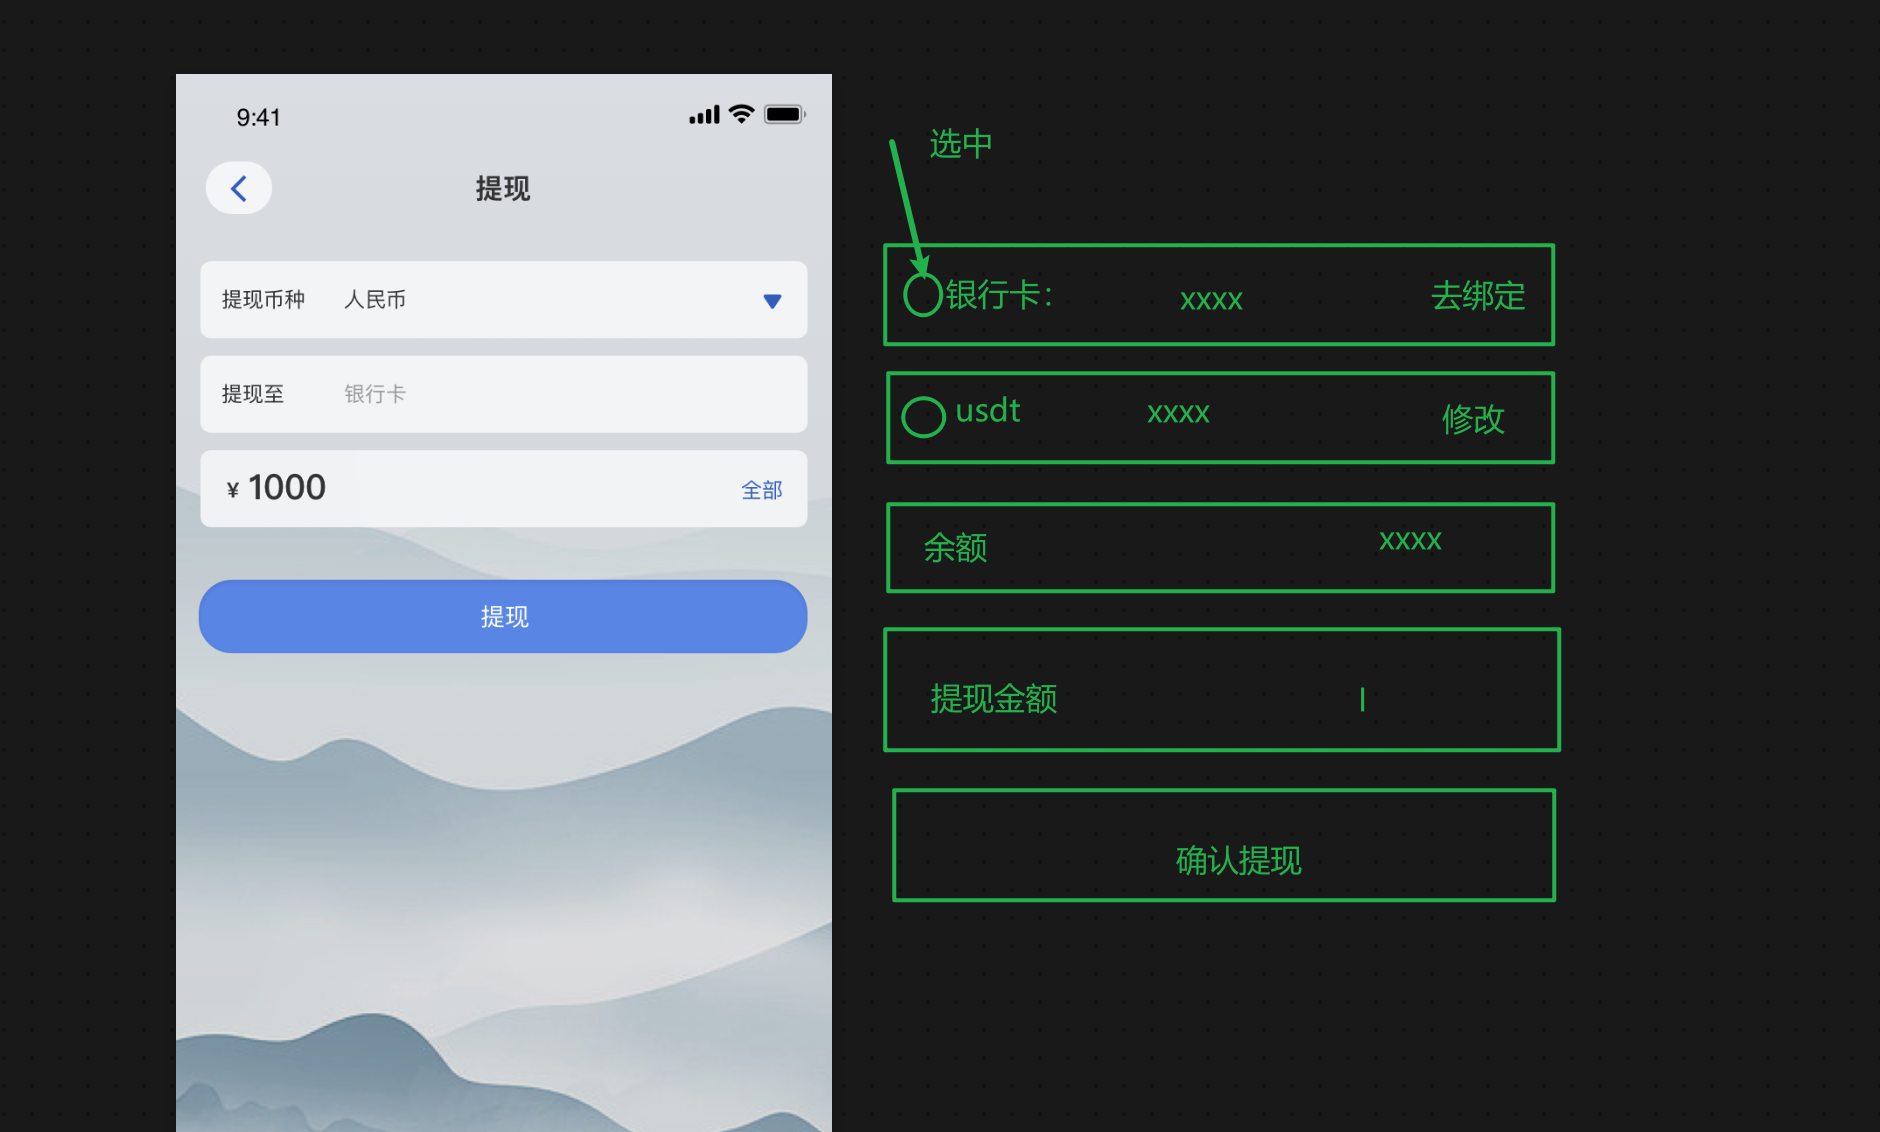 9:41
提现
提现币种 人民币
提现至 银行卡
¥ 1000 全部
提现
选中
银行卡： xxxx 去绑定
usdt xxxx 修改
余额 xxxx
提现金额
确认提现